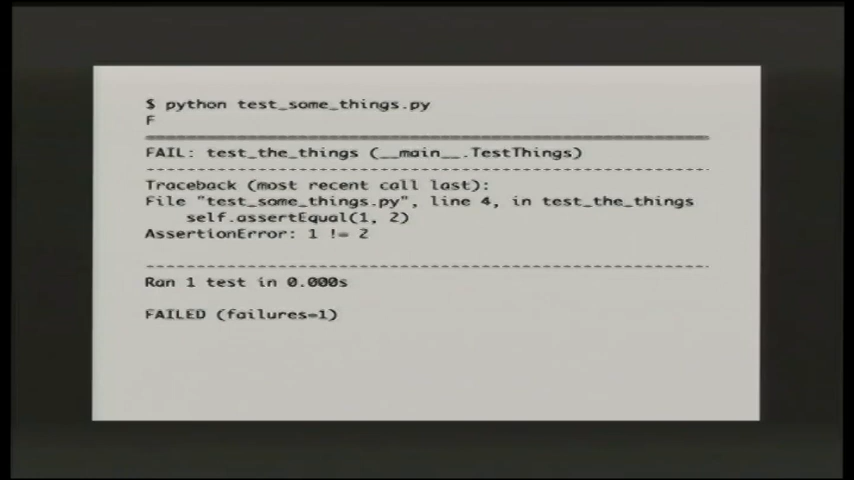 $ python test_some_things.py
F
======================================================================
FAIL: test_the_things (__main__.TestThings)
----------------------------------------------------------------------
Traceback (most recent call last):
File "test_some_things.py", line 4, in test_the_things
    self.assertEqual(1, 2)
AssertionError: 1 != 2
----------------------------------------------------------------------
Ran 1 test in 0.000s
FAILED (failures=1)